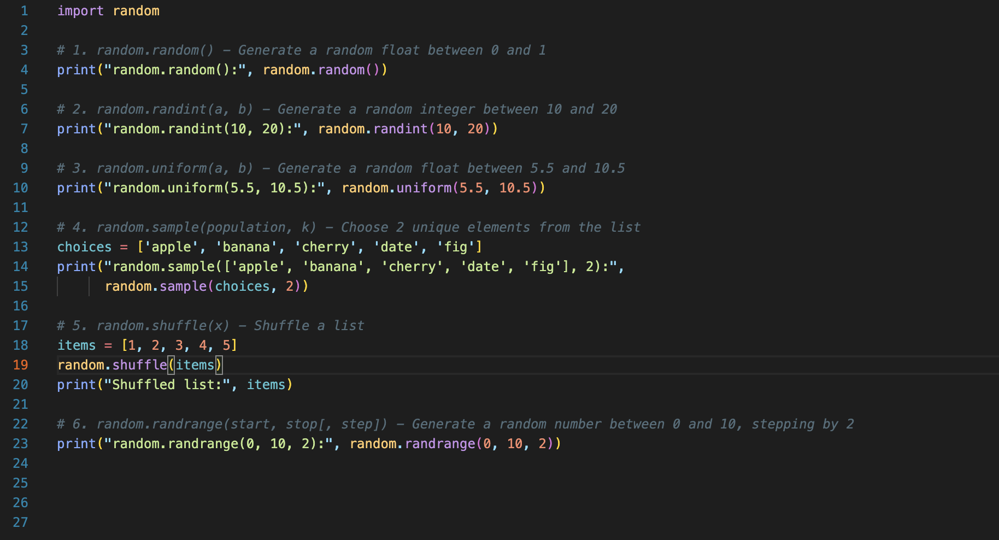 1 import random
2
3 # 1. random.random() – Generate a random float between 0 and 1
4 print("random.random():", random.random())
5
6 # 2. random.randint(a, b) – Generate a random integer between 10 and 20
7 print("random.randint(10, 20):", random.randint(10, 20))
8
9 # 3. random.uniform(a, b) – Generate a random float between 5.5 and 10.5
10 print("random.uniform(5.5, 10.5):", random.uniform(5.5, 10.5))
11
12 # 4. random.sample(population, k) – Choose 2 unique elements from the list
13 choices = ['apple', 'banana', 'cherry', 'date', 'fig']
14 print("random.sample(['apple', 'banana', 'cherry', 'date', 'fig'], 2):",
15 random.sample(choices, 2))
16
17 # 5. random.shuffle(x) – Shuffle a list
18 items = [1, 2, 3, 4, 5]
19 random.shuffle(items)
20 print("Shuffled list:", items)
21
22 # 6. random.randrange(start, stop[, step]) – Generate a random number between 0 and 10, stepping by 2
23 print("random.randrange(0, 10, 2):", random.randrange(0, 10, 2))
24
25
26
27